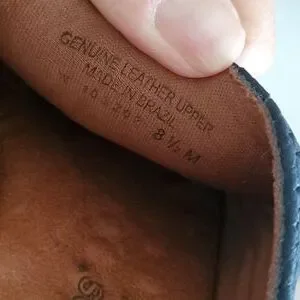 GENUINE LEATHER UPPER
MADE IN BRAZIL
8 ½ M